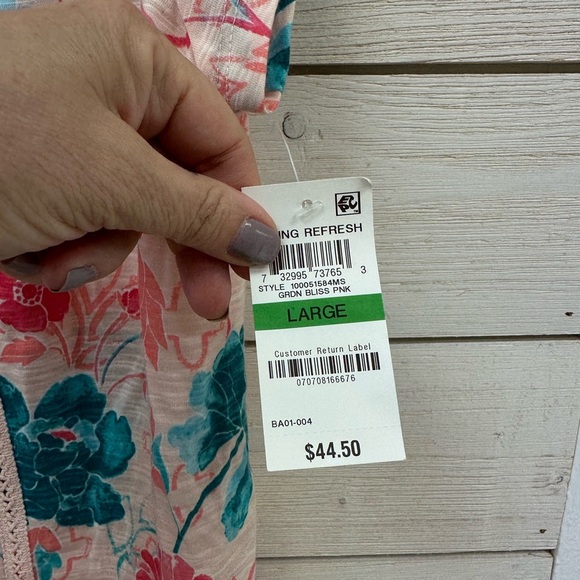 ING REFRESH
7 32995 73765 3
STYLE 100051584MS
GRDN BLISS PNK
LARGE
Customer Return Label
070708166676
BA01-004
$44.50